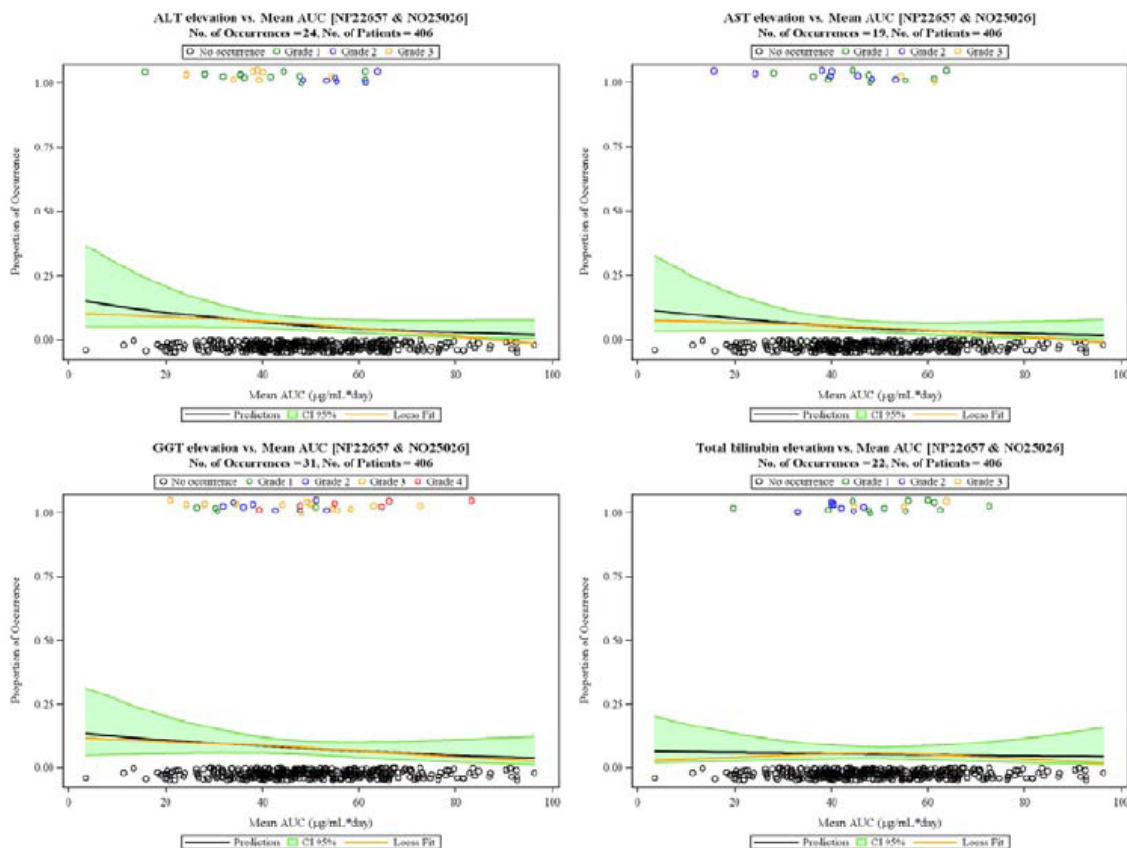 ALT elevation vs. Mean AUC [NP22657 & NO25026]
No. of Occurrences = 24, No. of Patients = 406
No occurrence Grade 1 Grade 2 Grade 3
1.00
0.75
0.50
0.25
0.00
Proportion of Occurrence
0 20 40 60 80 100
Mean AUC (µg/mL*day)
Prediction CI 95% Loess Fit
AST elevation vs. Mean AUC [NP22657 & NO25026]
No. of Occurrences = 19, No. of Patients = 406
No occurrence Grade 1 Grade 2 Grade 3
1.00
0.75
0.50
0.25
0.00
Proportion of Occurrence
0 20 40 60 80 100
Mean AUC (µg/mL*day)
Prediction CI 95% Loess Fit
GGT elevation vs. Mean AUC [NP22657 & NO25026]
No. of Occurrences = 31, No. of Patients = 406
No occurrence Grade 1 Grade 2 Grade 3 Grade 4
1.00
0.75
0.50
0.25
0.00
Proportion of Occurrence
0 20 40 60 80 100
Mean AUC (µg/mL*day)
Prediction CI 95% Loess Fit
Total bilirubin elevation vs. Mean AUC [NP22657 & NO25026]
No. of Occurrences = 22, No. of Patients = 406
No occurrence Grade 1 Grade 2 Grade 3
1.00
0.75
0.50
0.25
0.00
Proportion of Occurrence
0 20 40 60 80 100
Mean AUC (µg/mL*day)
Prediction CI 95% Loess Fit